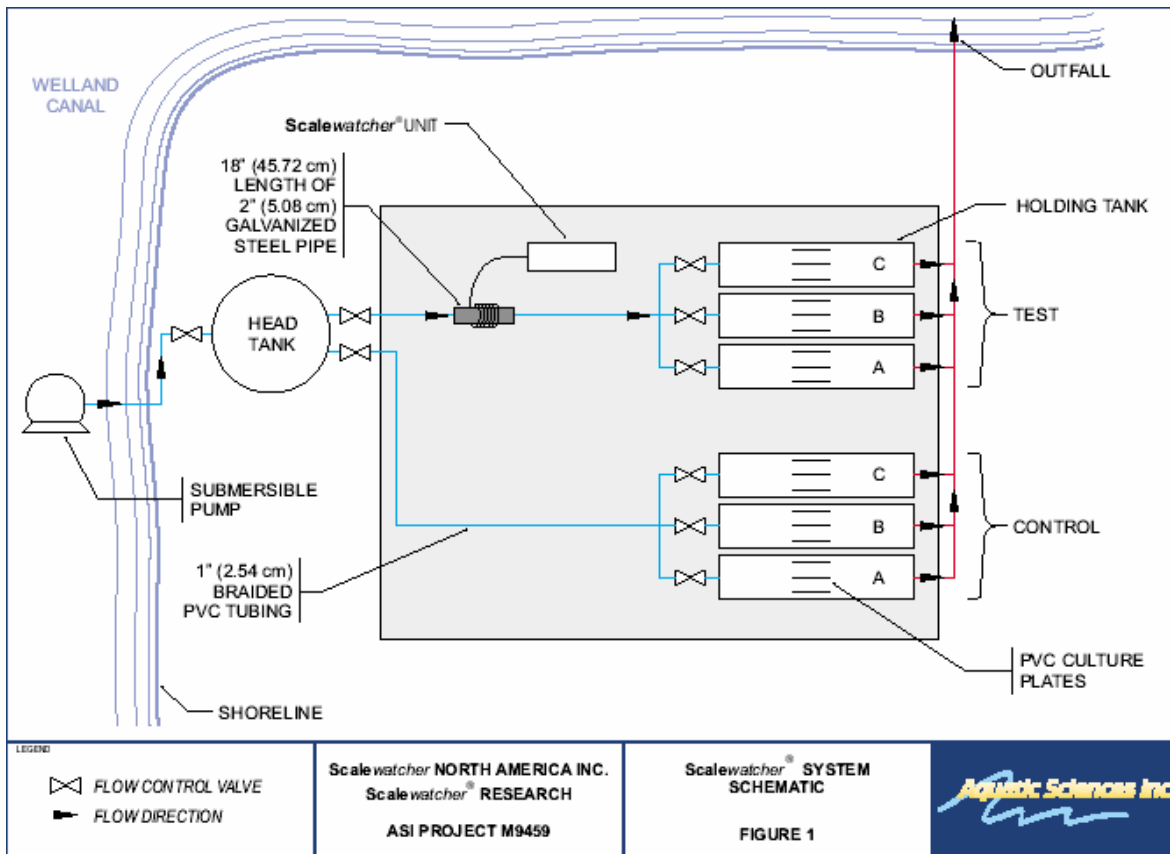 WELLAND
CANAL
OUTFALL
Scalewatcher® UNIT
18" (45.72 cm)
LENGTH OF
2" (5.08 cm)
GALVANIZED
STEEL PIPE
HOLDING TANK
C
B
A
TEST
HEAD
TANK
SUBMERSIBLE
PUMP
C
B
A
CONTROL
1" (2.54 cm)
BRAIDED
PVC TUBING
PVC CULTURE
PLATES
SHORELINE
LEGEND
FLOW CONTROL VALVE
FLOW DIRECTION
Scalewatcher NORTH AMERICA INC.
Scalewatcher® RESEARCH
ASI PROJECT M9459
Scalewatcher® SYSTEM
SCHEMATIC
FIGURE 1
Aquatic Sciences Inc